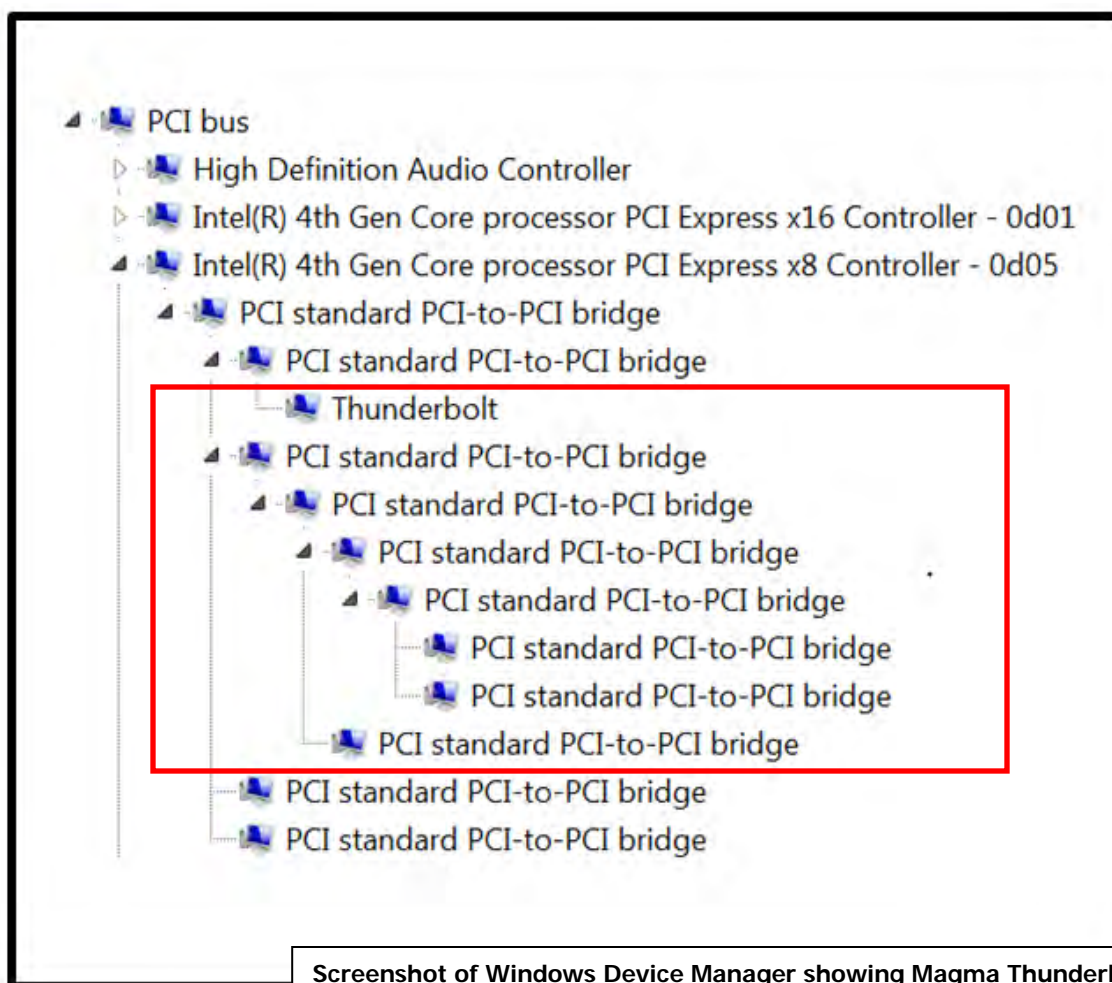 PCI bus
High Definition Audio Controller
Intel(R) 4th Gen Core processor PCI Express x16 Controller - 0d01
Intel(R) 4th Gen Core processor PCI Express x8 Controller - 0d05
PCI standard PCI-to-PCI bridge
PCI standard PCI-to-PCI bridge
Thunderbolt
PCI standard PCI-to-PCI bridge
PCI standard PCI-to-PCI bridge
PCI standard PCI-to-PCI bridge
PCI standard PCI-to-PCI bridge
PCI standard PCI-to-PCI bridge
PCI standard PCI-to-PCI bridge
PCI standard PCI-to-PCI bridge
PCI standard PCI-to-PCI bridge
PCI standard PCI-to-PCI bridge
Screenshot of Windows Device Manager showing Magma